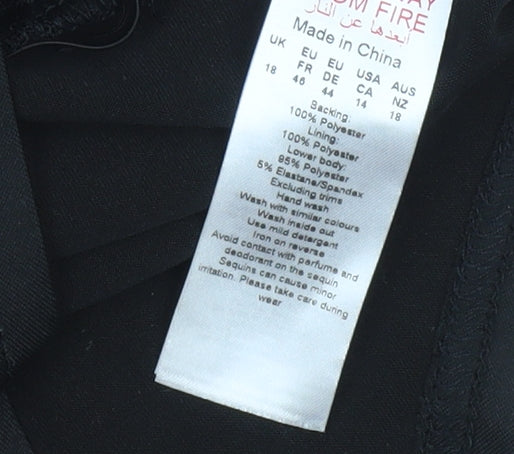 AY
OM FIRE
أبعدها عن النار
Made in China
UK EU FR EU DE USA CA AUS NZ
18 46 44 14 18
Backing:
100% Polyester
Lining:
100% Polyester
Lower body:
95% Polyester
5% Elastane/Spandex
Excluding trims
Hand wash
Wash with similar colours
Wash inside out
Use mild detergent
Iron on reverse
Avoid contact with perfume and
deodorant on the sequin
Sequins can cause minor
irritation. Please take care during
wear